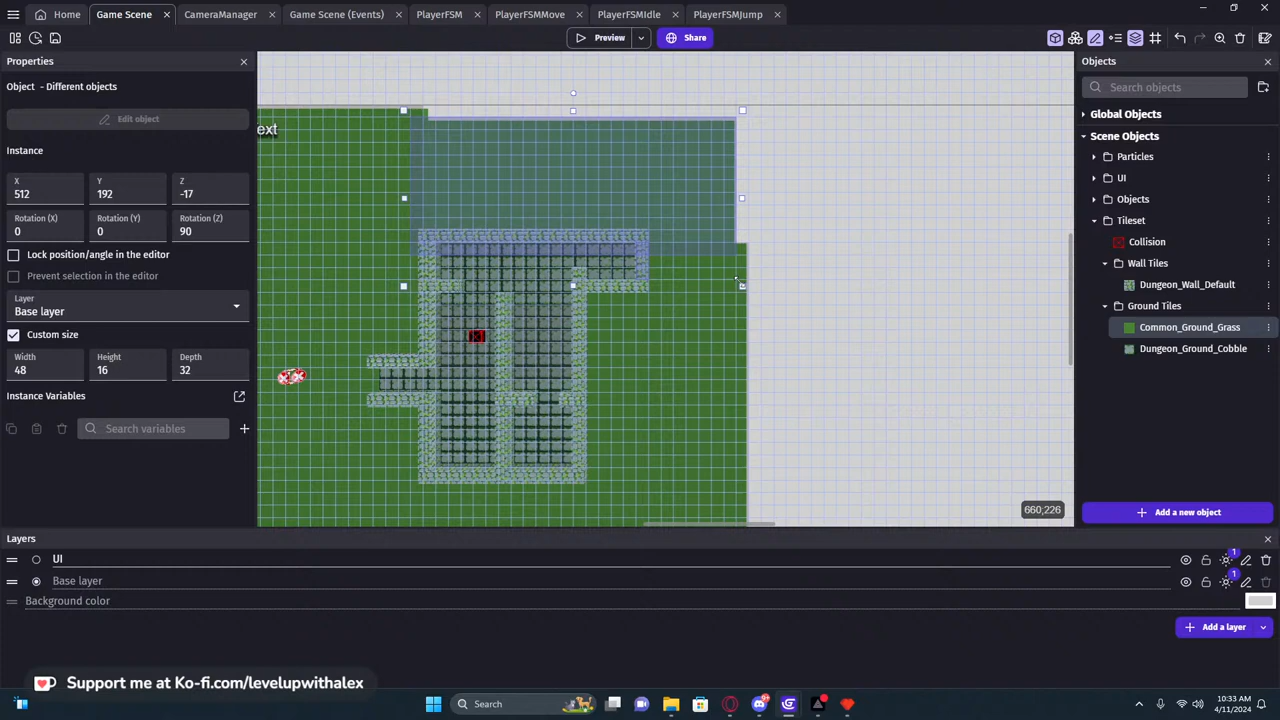 Home
Game Scene
CameraManager
Game Scene (Events)
PlayerFSM
PlayerFSMMove
PlayerFSMIdle
PlayerFSMJump
Preview
Share
Properties
Object - Different objects
Edit object
Instance
X
512
Y
192
Z
-17
Rotation (X)
0
Rotation (Y)
0
Rotation (Z)
90
Lock position/angle in the editor
Prevent selection in the editor
Layer
Base layer
Custom size
Width
48
Height
16
Depth
32
Instance Variables
Search variables
ext
660;226
Objects
Search objects
Global Objects
Scene Objects
Particles
UI
Objects
Tileset
Collision
Wall Tiles
Dungeon_Wall_Default
Ground Tiles
Common_Ground_Grass
Dungeon_Ground_Cobble
Add a new object
Layers
UI
1
Base layer
1
Background color
Add a layer
Support me at Ko-fi.com/levelupwithalex
Search
10:33 AM
4/11/2024